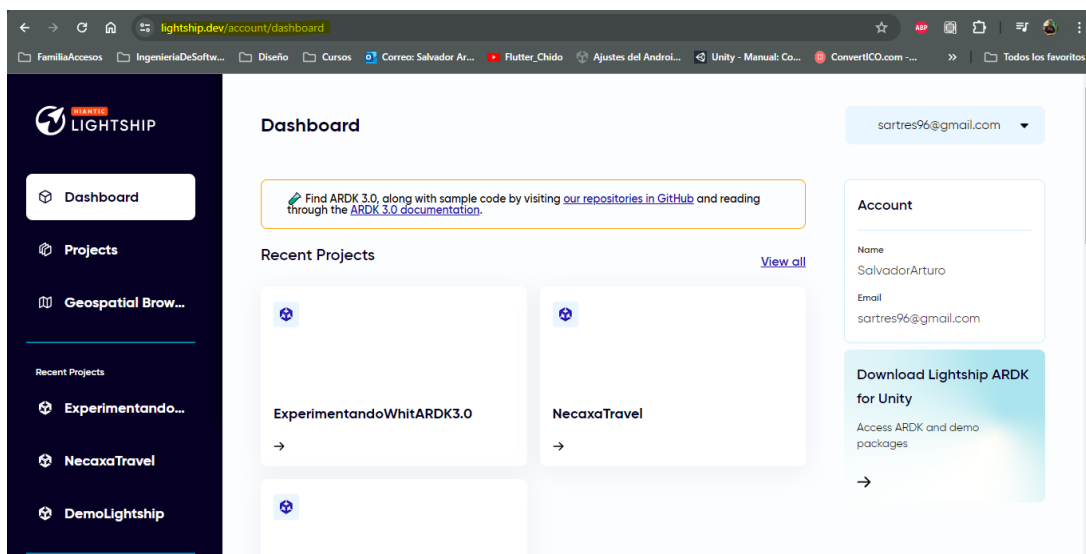 lightship.dev/account/dashboard
ABP
FamiliaAccesos
IngenieriaDeSoftw...
Diseño
Cursos
Correo: Salvador Ar...
Flutter_Chido
Ajustes del Androi...
Unity - Manual: Co...
ConvertICO.com -...
»
Todos los favoritos
NIANTIC
LIGHTSHIP
Dashboard
Projects
Geospatial Brow...
Recent Projects
Experimentando...
NecaxaTravel
DemoLightship
Dashboard
sartres96@gmail.com
Find ARDK 3.0, along with sample code by visiting our repositories in GitHub and reading
through the ARDK 3.0 documentation.
Recent Projects
View all
ExperimentandoWhitARDK3.0
NecaxaTravel
Account
Name
SalvadorArturo
Email
sartres96@gmail.com
Download Lightship ARDK
for Unity
Access ARDK and demo
packages